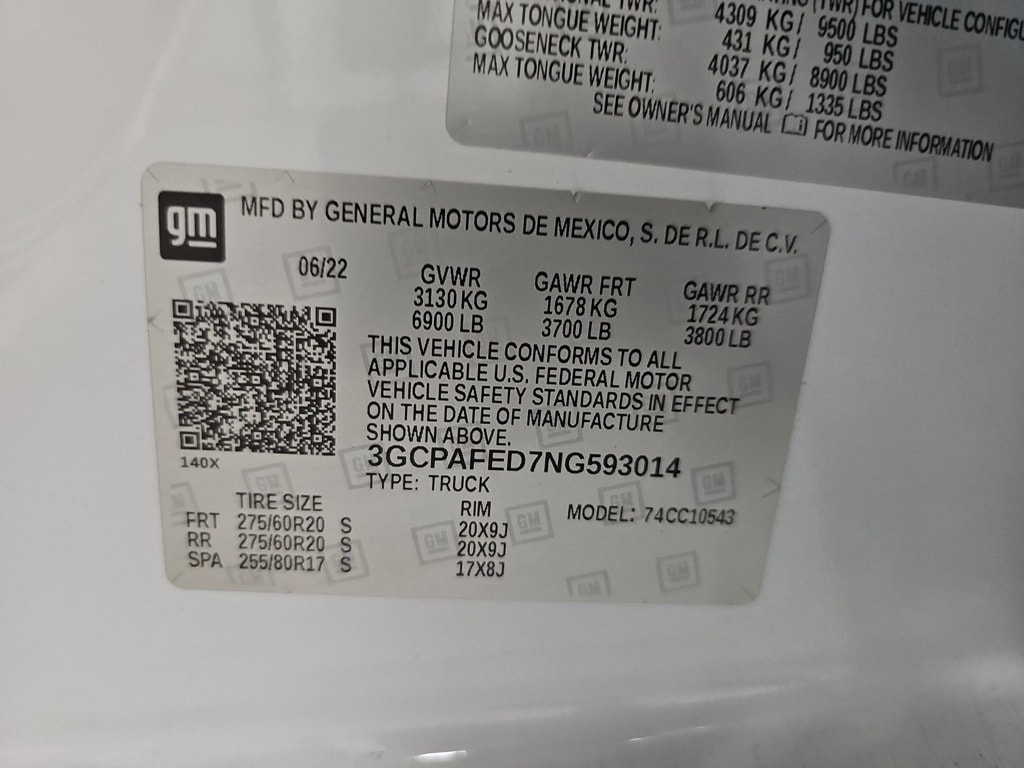 TWR: 4309 KG/ 9500 LBS
(TWR) FOR VEHICLE
MAX TONGUE WEIGHT: 431 KG/ 950 LBS
GOOSENECK TWR: 4037 KG/ 8900 LBS
MAX TONGUE WEIGHT: 606 KG/ 1335 LBS
SEE OWNER'S MANUAL FOR MORE INFORMATION
gm
MFD BY GENERAL MOTORS DE MEXICO, S. DE R.L. DE C.V.
06/22
GVWR GAWR FRT GAWR RR
3130 KG 1678 KG 1724 KG
6900 LB 3700 LB 3800 LB
THIS VEHICLE CONFORMS TO ALL
APPLICABLE U.S. FEDERAL MOTOR
VEHICLE SAFETY STANDARDS IN EFFECT
ON THE DATE OF MANUFACTURE
SHOWN ABOVE.
140X
3GCPAFED7NG593014
TYPE: TRUCK
TIRE SIZE RIM MODEL: 74CC10543
FRT 275/60R20 S 20X9J
RR 275/60R20 S 20X9J
SPA 255/80R17 S 17X8J